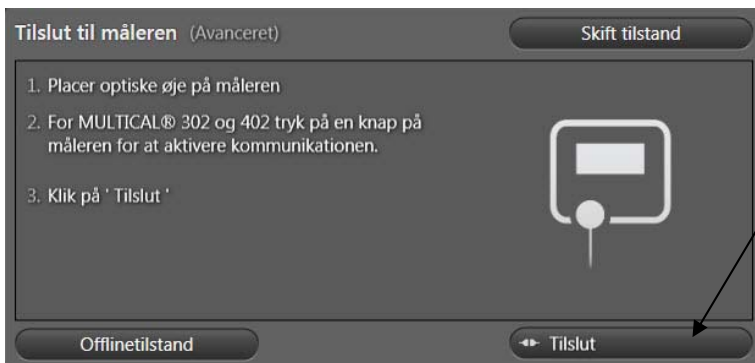 Tilslut til måleren (Avanceret)
Skift tilstand
1. Placer optiske øje på måleren
2. For MULTICAL® 302 og 402 tryk på en knap på
måleren for at aktivere kommunikationen.
3. Klik på ' Tilslut '
Offlinetilstand
Tilslut